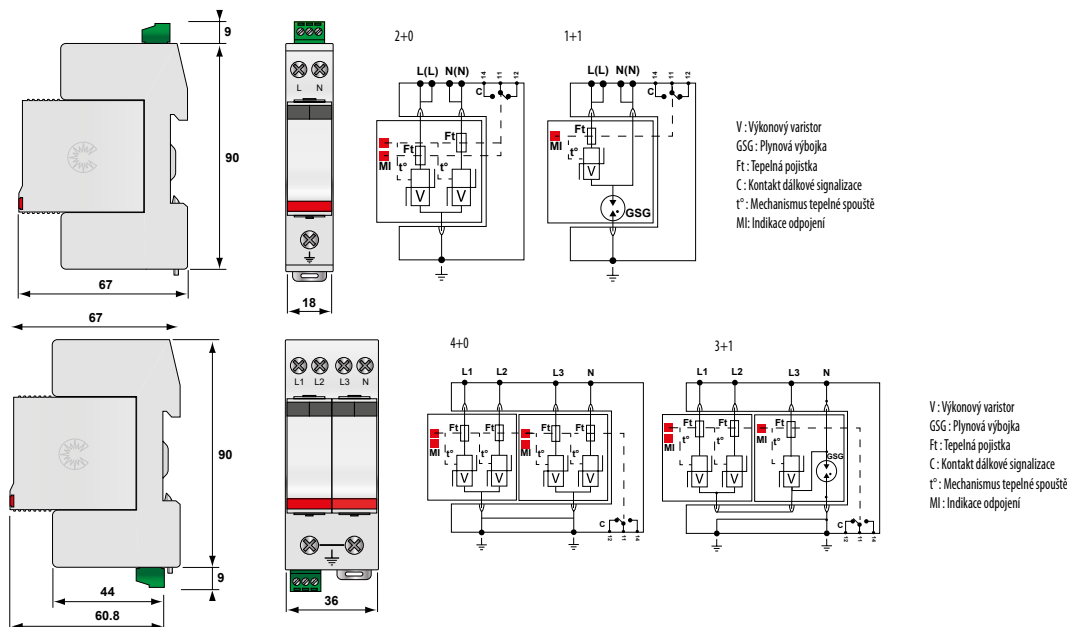 9
90
67
L N
18
2+0
L(L) N(N)
14
11
12
C
Ft
Ft
MI
t°
t°
V
V
1+1
L(L) N(N)
14
11
12
C
Ft
MI
t°
V
GSG
V : Výkonový varistor
GSG : Plynová výbojka
Ft : Tepelná pojistka
C : Kontakt dálkové signalizace
t° : Mechanismus tepelné spouště
MI: Indikace odpojení
67
90
9
44
60.8
L1 L2 L3 N
36
4+0
L1 L2 L3 N
Ft Ft Ft Ft
MI MI
t° t° t° t°
V V V V
C
12
11
14
3+1
L1 L2 L3 N
Ft Ft Ft
MI MI
t° t° t°
V V V
GSG
C
12
11
14
V : Výkonový varistor
GSG : Plynová výbojka
Ft : Tepelná pojistka
C : Kontakt dálkové signalizace
t° : Mechanismus tepelné spouště
MI : Indikace odpojení